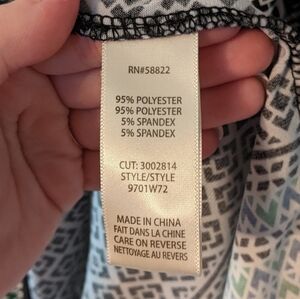 RN#58822
95% POLYESTER
95% POLYESTER
5% SPANDEX
5% SPANDEX
CUT: 3002814
STYLE/STYLE
9701W72
MADE IN CHINA
FAIT DANS LA CHINE
CARE ON REVERSE
NETTOYAGE AU REVERS